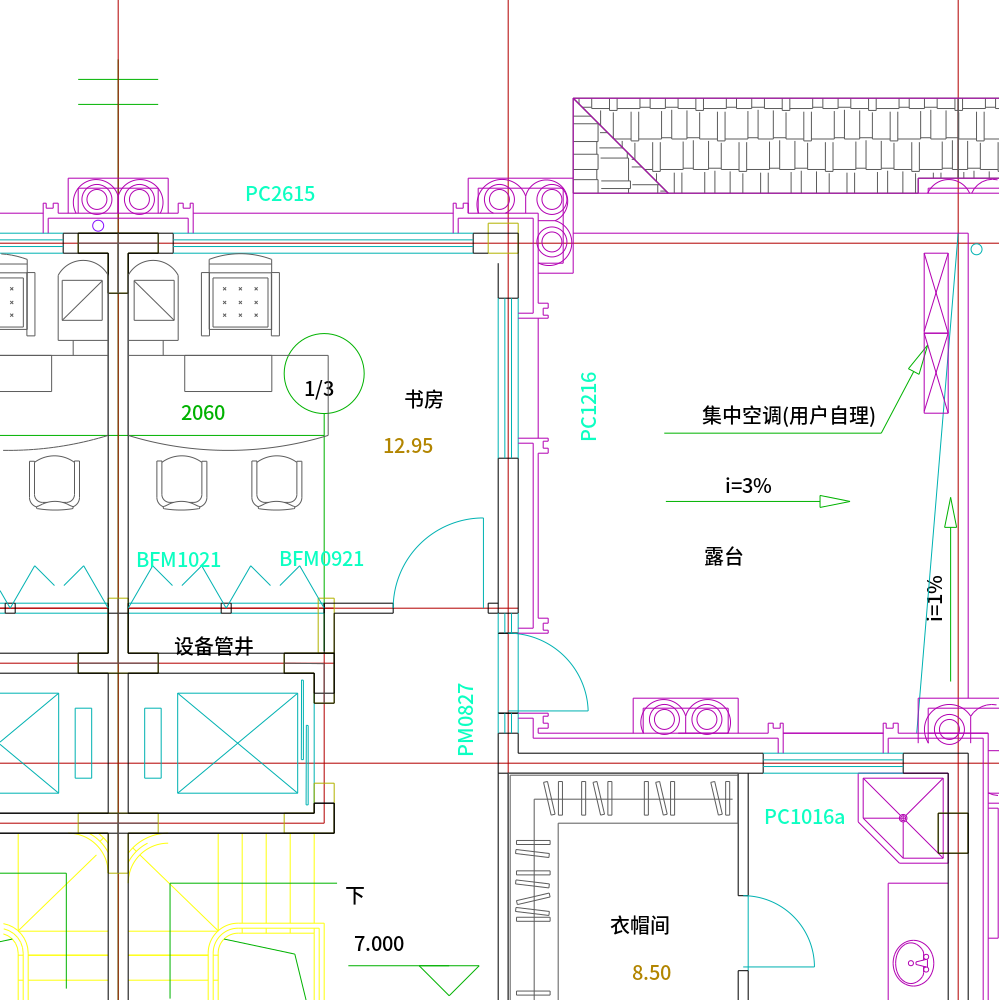 PC2615
1/3
书房
2060
12.95
PC1216
集中空调(用户自理)
i=3%
露台
BFM1021
BFM0921
i=1%
设备管井
PM0827
PC1016a
下
7.000
衣帽间
8.50